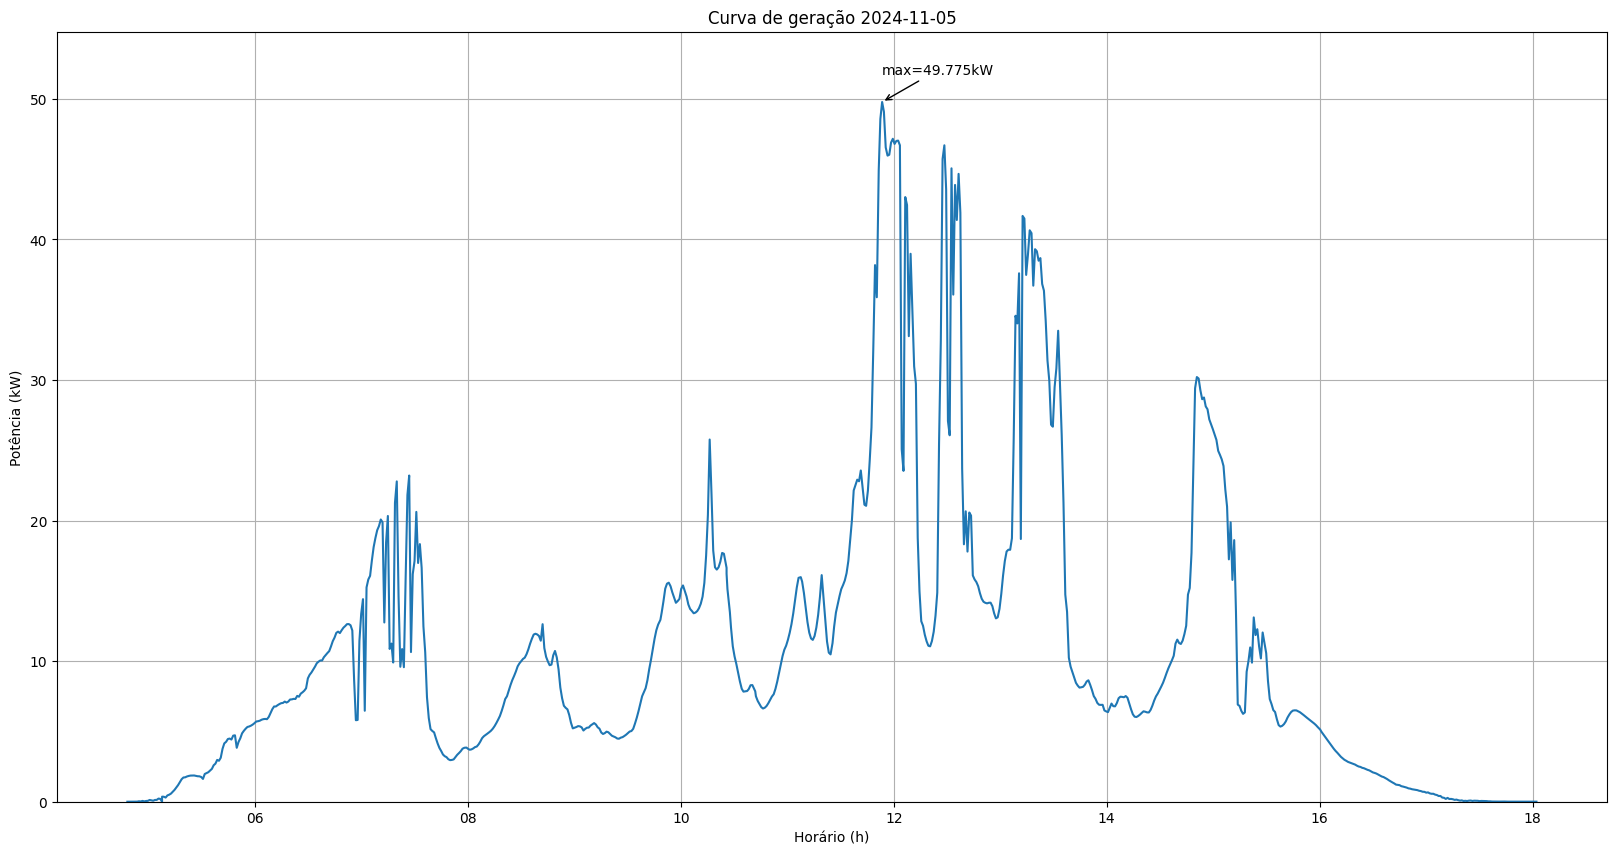 Curva de geração 2024-11-05
max=49.775kW
50
40
30
20
10
0
Potência (kW)
06 08 10 12 14 16 18
Horário (h)